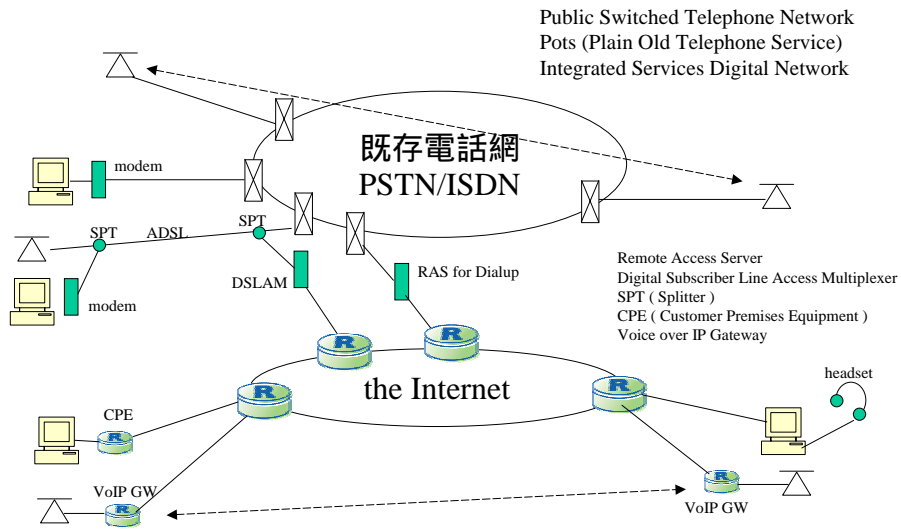 Public Switched Telephone Network
Pots (Plain Old Telephone Service)
Integrated Services Digital Network
既存電話網
PSTN/ISDN
modem
SPT
ADSL
SPT
modem
DSLAM
RAS for Dialup
Remote Access Server
Digital Subscriber Line Access Multiplexer
SPT ( Splitter )
CPE ( Customer Premises Equipment )
Voice over IP Gateway
R
R
the Internet
R
R
headset
CPE
R
VoIP GW
R
R
VoIP GW